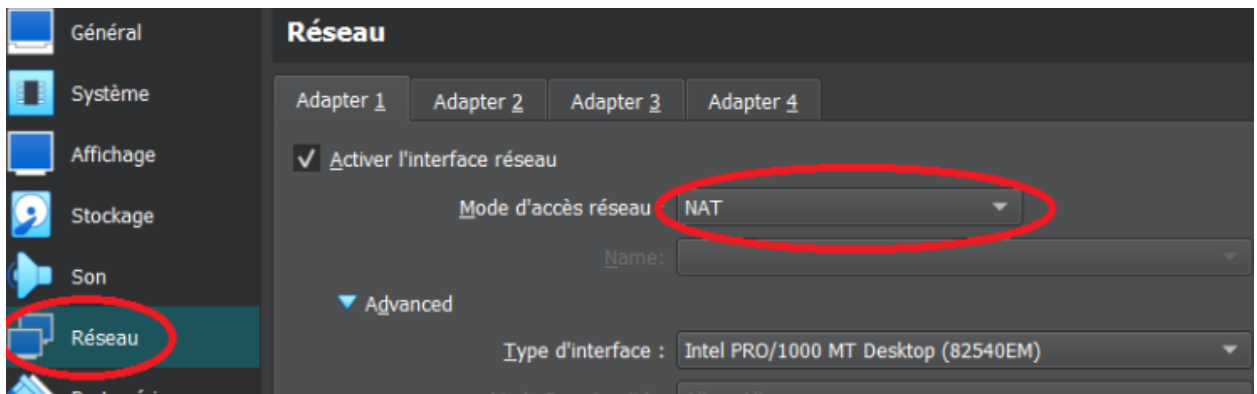 Général
Système
Affichage
Stockage
Son
Réseau
Réseau
Adapter 1 Adapter 2 Adapter 3 Adapter 4
Activer l'interface réseau
Mode d'accès réseau : NAT
Name:
Advanced
Type d'interface : Intel PRO/1000 MT Desktop (82540EM)